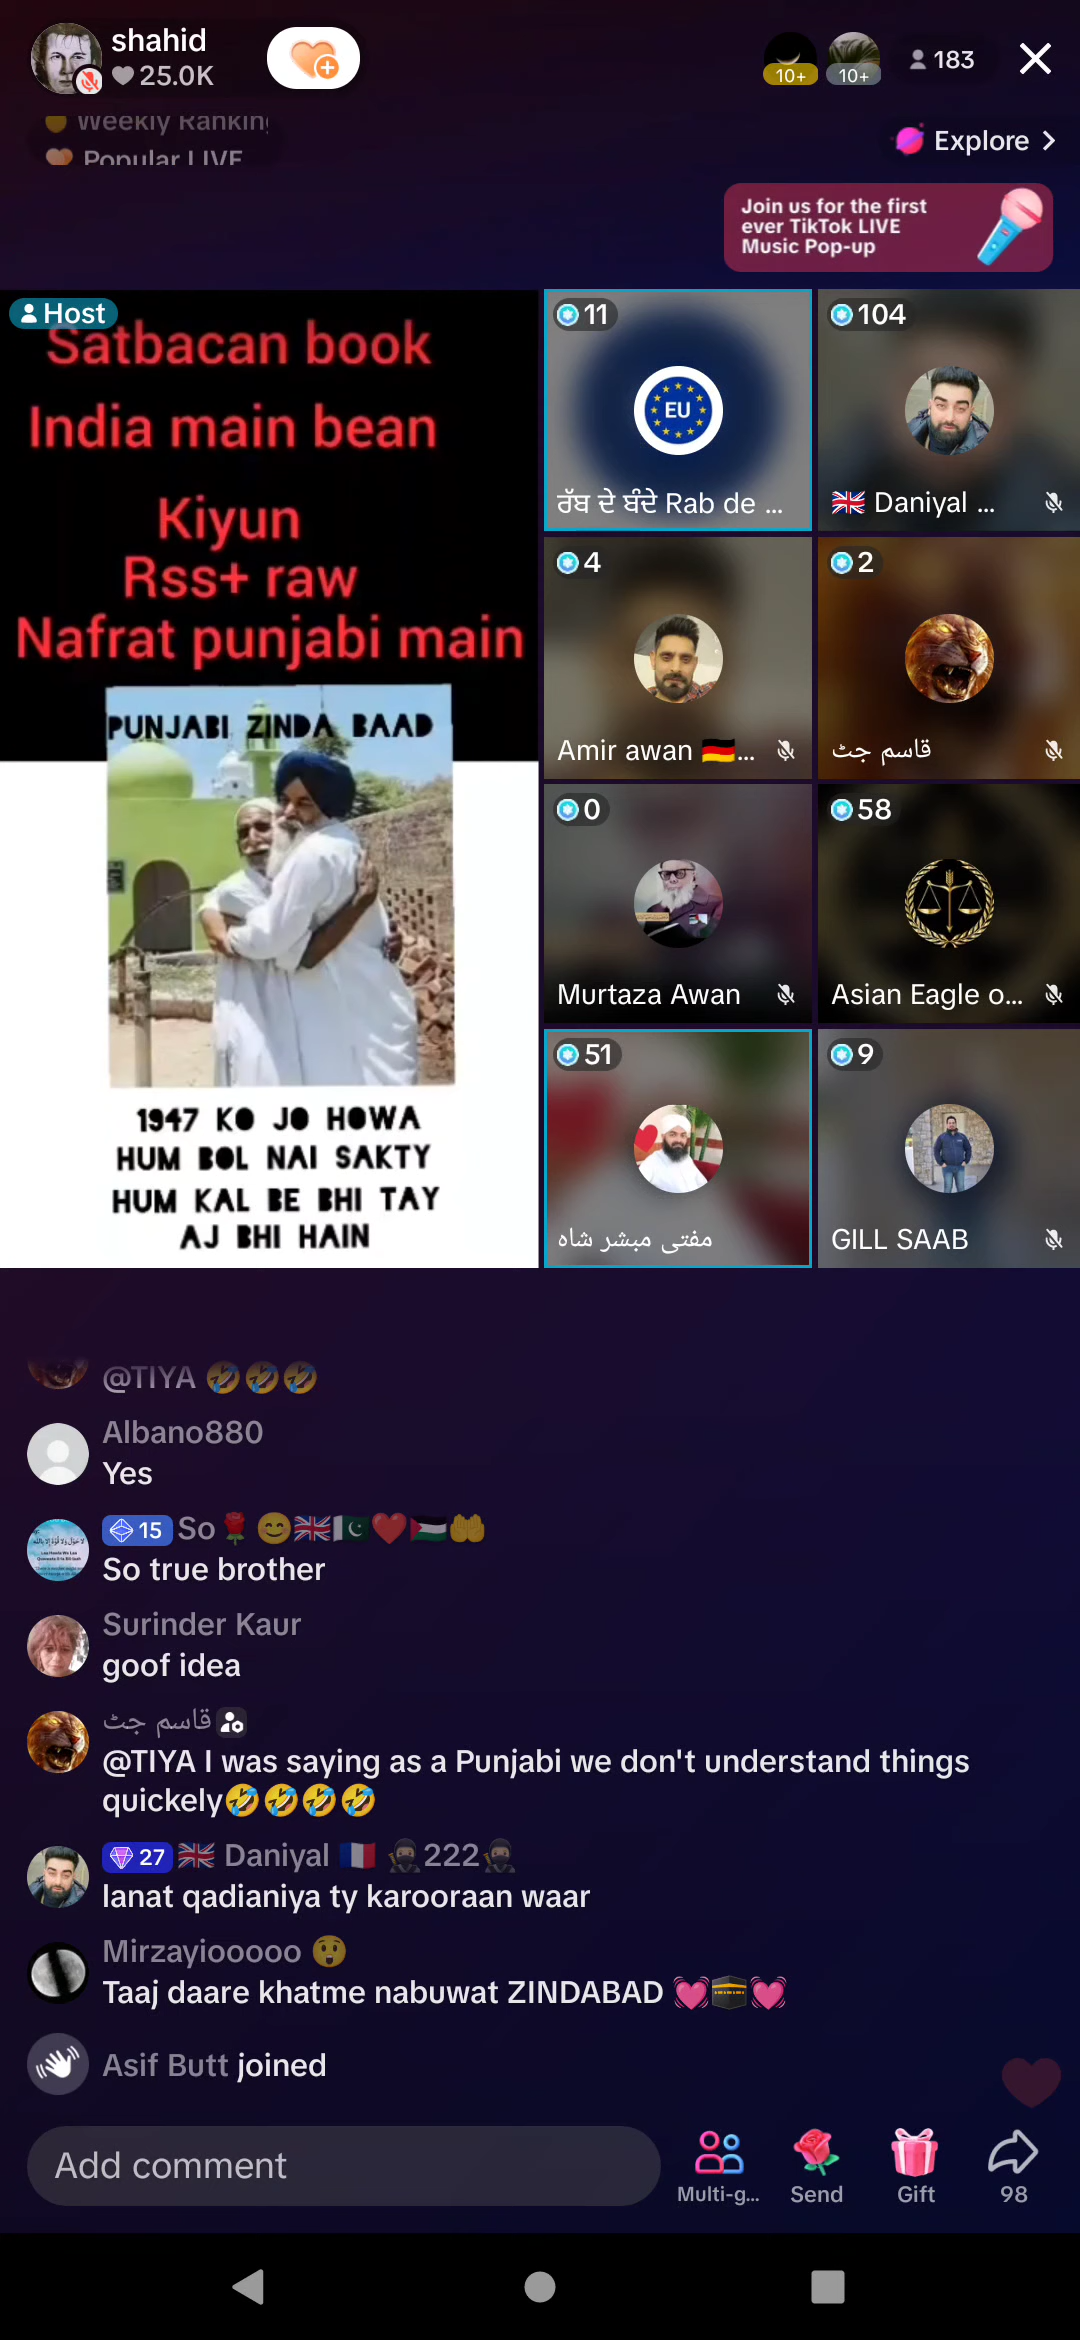 shahid
25.0K
10+
10+
183
Weekly Ranking
Popular LIVE
Explore
Join us for the first
ever TikTok LIVE
Music Pop-up
Host
Satbacan book
India main bean
Kiyun
Rss+ raw
Nafrat punjabi main
PUNJABI ZINDA BAAD
1947 KO JO HOWA
HUM BOL NAI SAKTY
HUM KAL BE BHI TAY
AJ BHI HAIN
11
EU
ਰੱਬ ਦੇ ਬੰਦੇ Rab de ...
104
🇬🇧 Daniyal ...
4
Amir awan 🇩🇪...
2
قاسم جٹ
0
Murtaza Awan
58
Asian Eagle o...
51
مفتی مبشر شاہ
9
GILL SAAB
@TIYA 🤣🤣🤣
Albano880
Yes
15 So🌹😊🇬🇧🇵🇰❤️🇵🇸🤲
So true brother
Surinder Kaur
goof idea
قاسم جٹ
@TIYA I was saying as a Punjabi we don't understand things
quickely🤣🤣🤣🤣
27 🇬🇧 Daniyal 🇫🇷 🥷222🥷
lanat qadianiya ty karooraan waar
Mirzayiooooo 😲
Taaj daare khatme nabuwat ZINDABAD 💓🕋💓
Asif Butt joined
Add comment
Multi-g...
Send
Gift
98